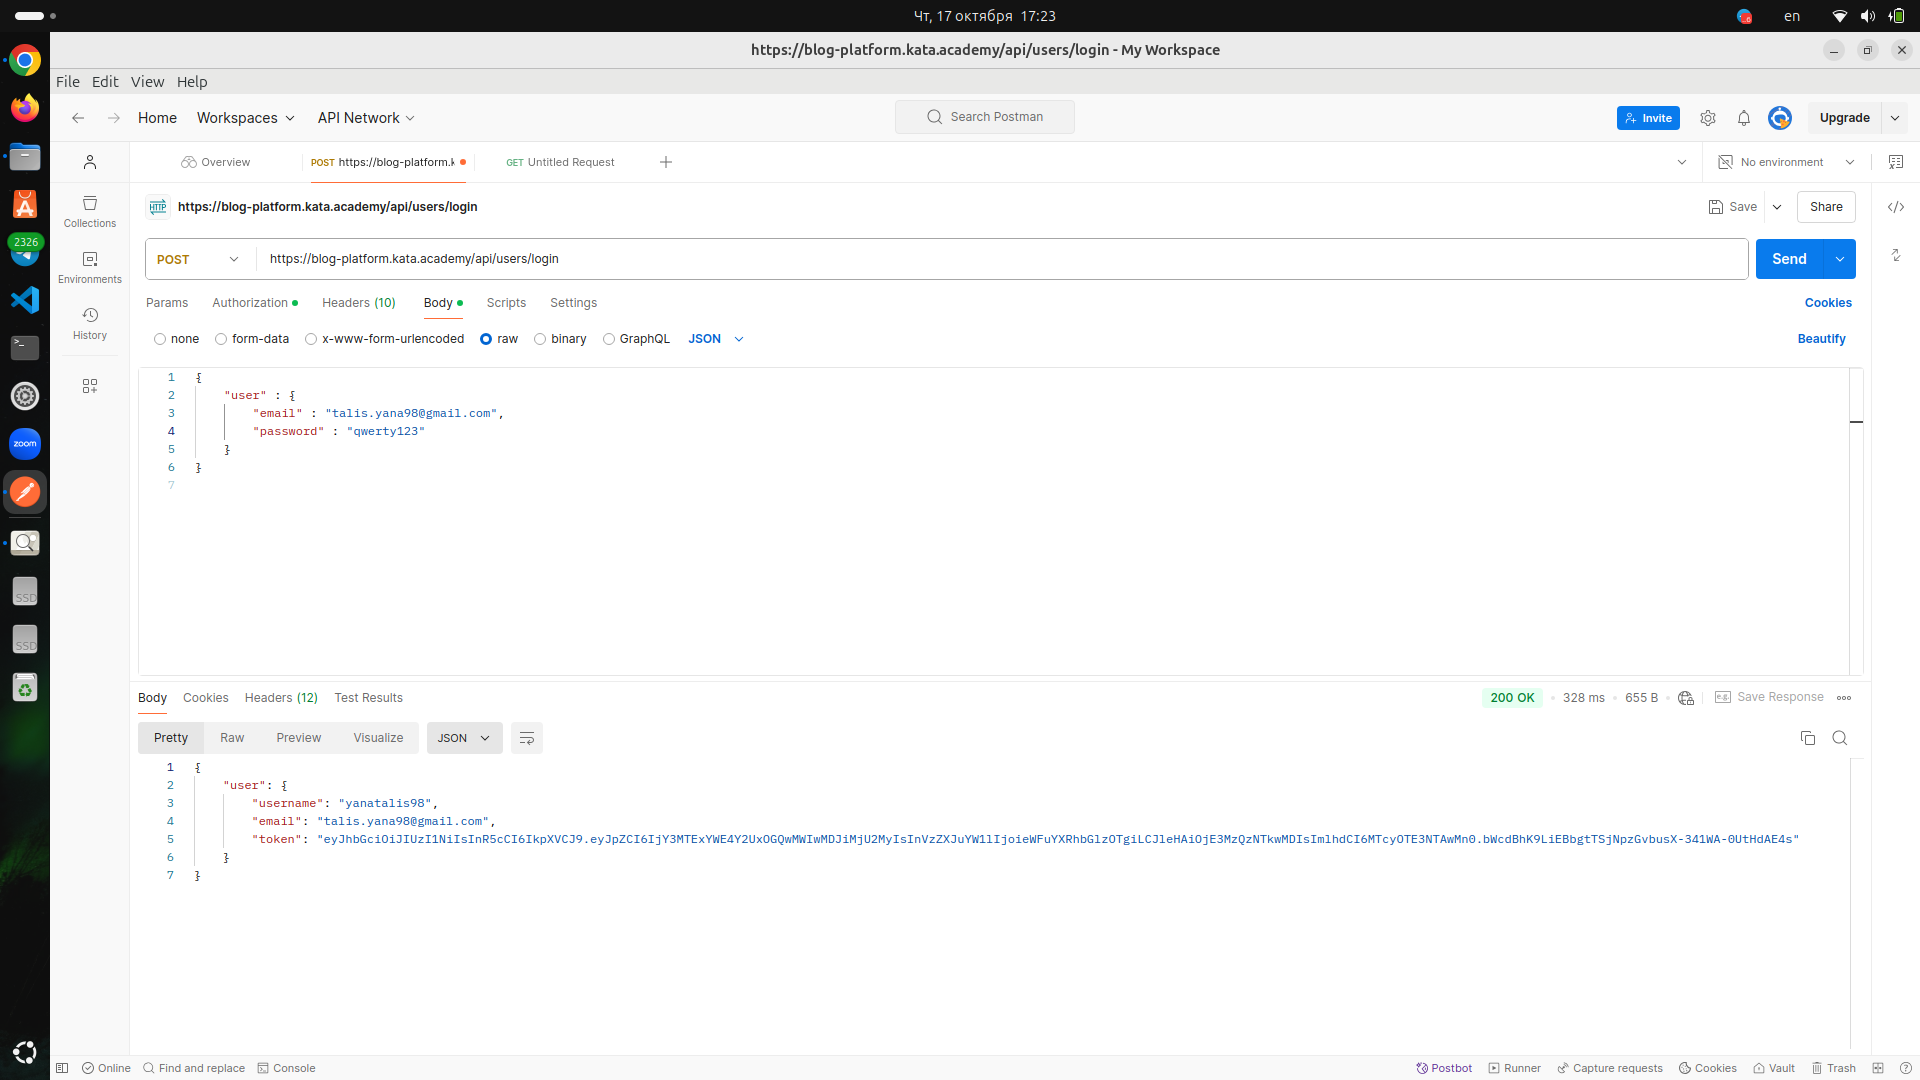 Чт, 17 октября 17:23
en
https://blog-platform.kata.academy/api/users/login - My Workspace
File Edit View Help
Home Workspaces API Network
Search Postman
Invite
Upgrade
Overview
POST https://blog-platform.k
GET Untitled Request
No environment
Collections
Environments
History
2326
zoom
SSD
SSD
HTTP https://blog-platform.kata.academy/api/users/login
Save
Share
POST https://blog-platform.kata.academy/api/users/login
Send
Params Authorization Headers (10) Body Scripts Settings
Cookies
none form-data x-www-form-urlencoded raw binary GraphQL JSON
Beautify
1 {
2 "user" : {
3 "email" : "talis.yana98@gmail.com",
4 "password" : "qwerty123"
5 }
6 }
7
Body Cookies Headers (12) Test Results
200 OK 328 ms 655 B e.g. Save Response
Pretty Raw Preview Visualize JSON
1 {
2 "user": {
3 "username": "yanatalis98",
4 "email": "talis.yana98@gmail.com",
5 "token": "eyJhbGciOiJIUzI1NiIsInR5cCI6IkpXVCJ9.eyJpZCI6IjY3MTExYWE4Y2UxOGQwMWIwMDJiMjU2MyIsInVzZXJuYW1lIjoieWFuYXRhbGlzOTgiLCJleHAiOjE3MzQzNTkwMDIsImlhdCI6MTcyOTE3NTAwMn0.bWcdBhK9LiEBbgtTSjNpzGvbusX-341WA-0UtHdAE4s"
6 }
7 }
Online Find and replace Console
Postbot Runner Capture requests Cookies Vault Trash